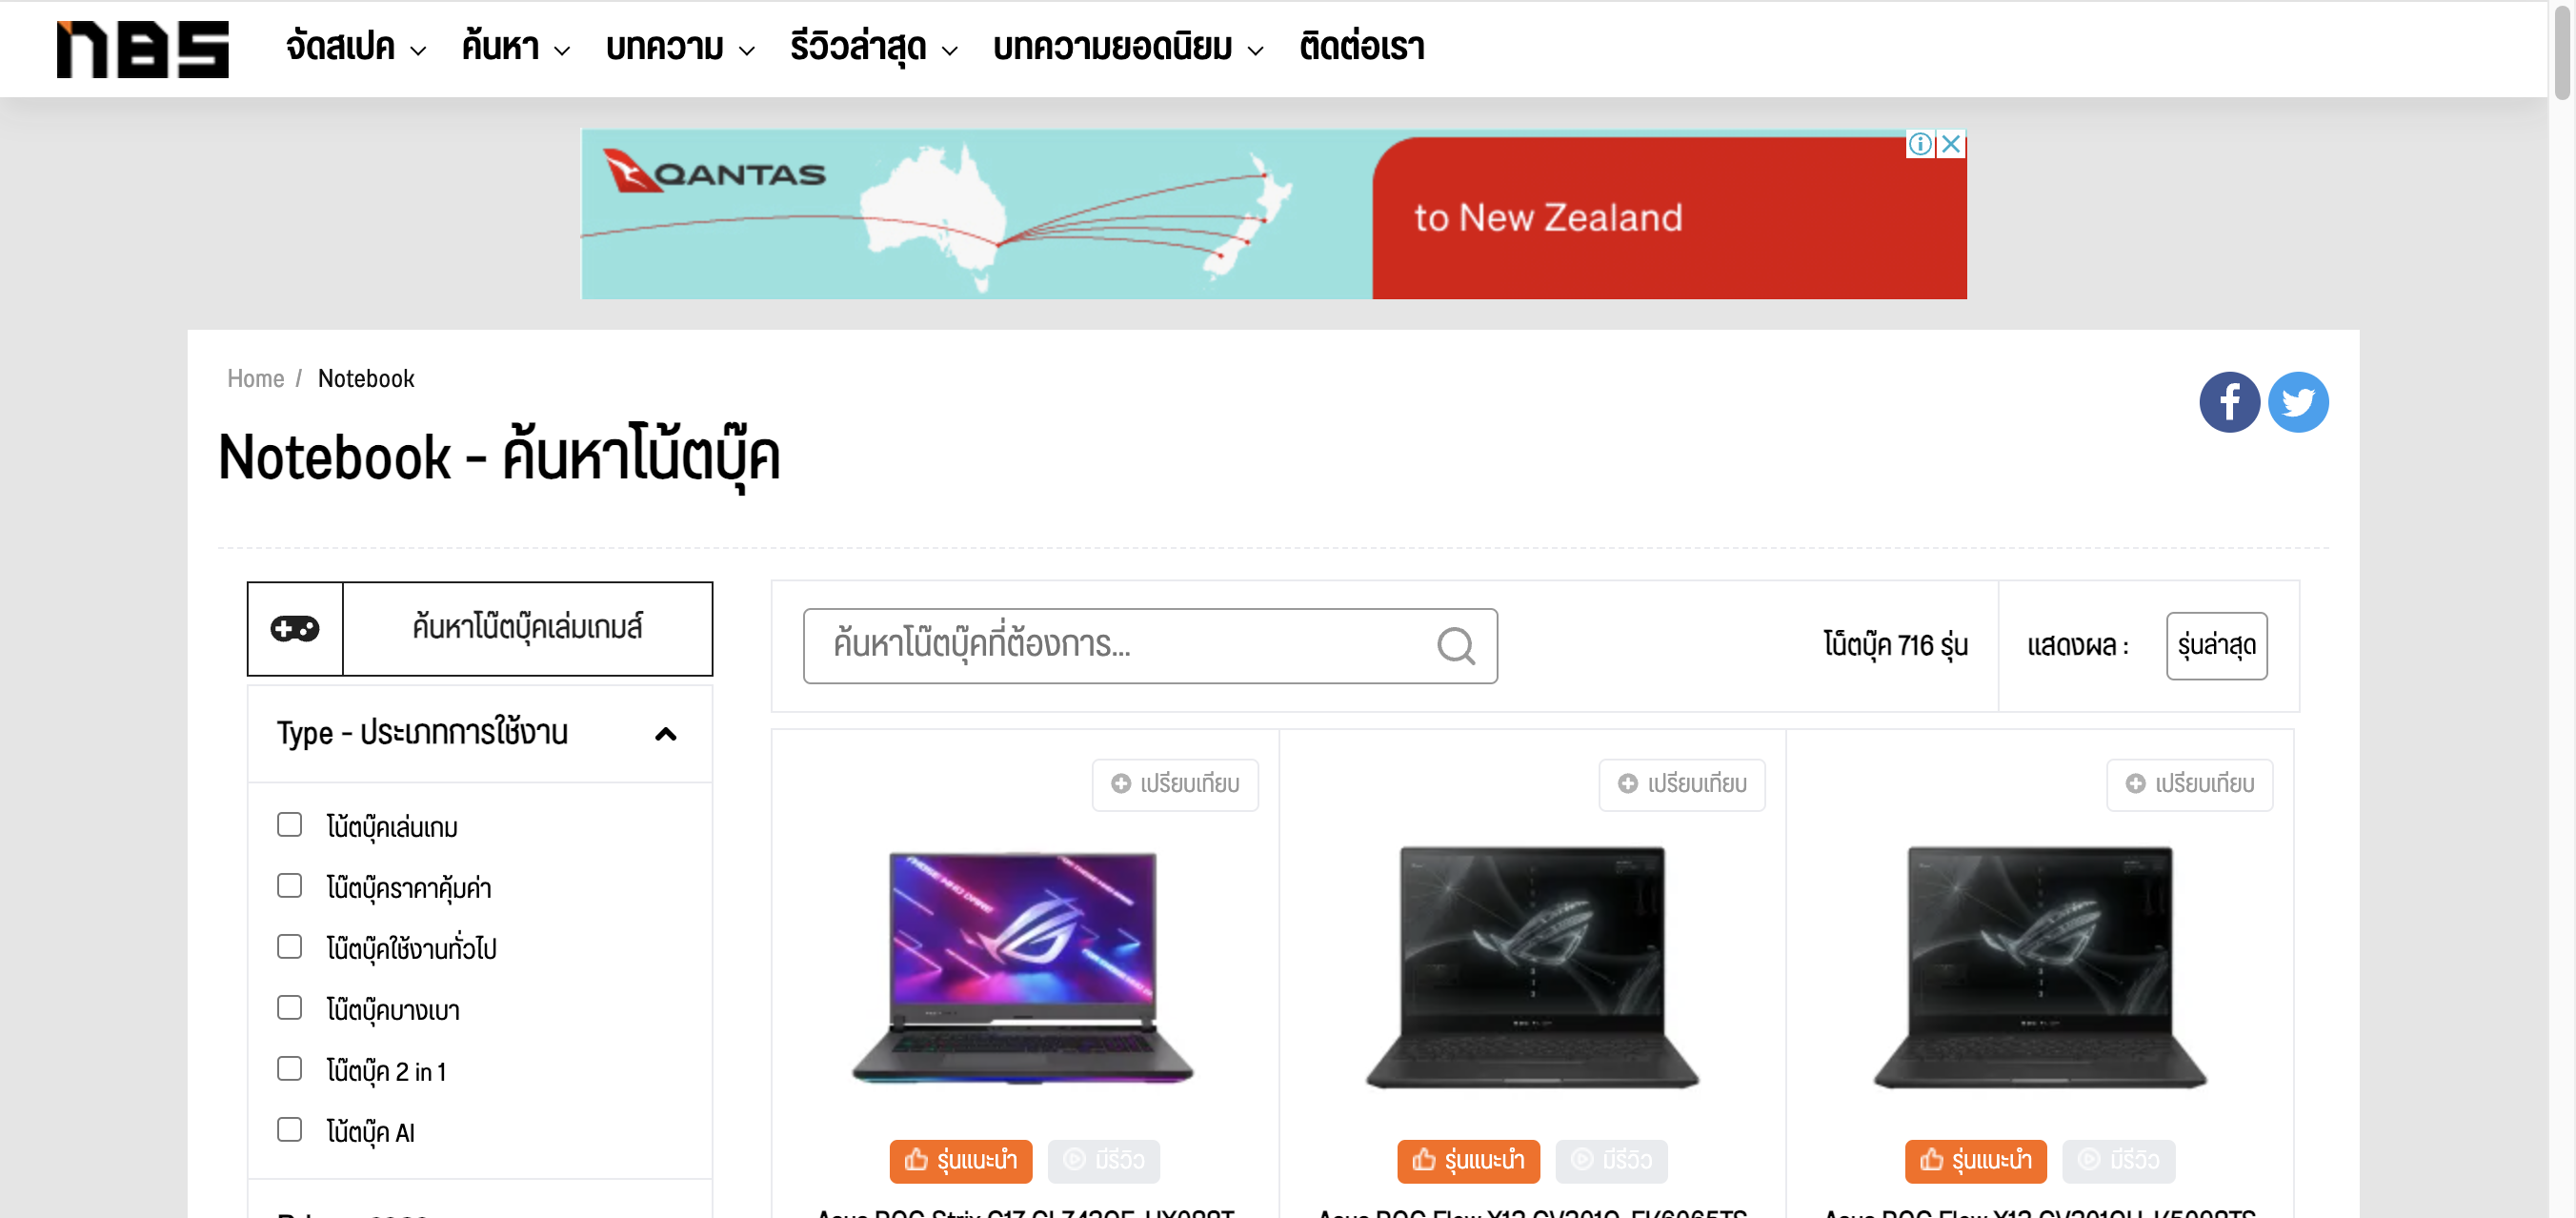 nBS จัดสเปค ค้นหา บทความ รีวิวล่าสุด บทความยอดนิยม ติดต่อเรา
QANTAS
to New Zealand
Home / Notebook
Notebook - ค้นหาโน้ตบุ๊ค
ค้นหาโน๊ตบุ๊คเล่มเกมส์
ค้นหาโน๊ตบุ๊คที่ต้องการ...
โน็ตบุ๊ค 716 รุ่น
แสดงผล :
รุ่นล่าสุด
Type - ประเภทการใช้งาน
โน้ตบุ๊คเล่นเกม
โน๊ตบุ๊คราคาคุ้มค่า
โน๊ตบุ๊คใช้งานทั่วไป
โน๊ตบุ๊คบางเบา
โน๊ตบุ๊ค 2 in 1
โน้ตบุ๊ค AI
เปรียบเทียบ เปรียบเทียบ เปรียบเทียบ
รุ่นแนะนำ มีรีวิว รุ่นแนะนำ มีรีวิว รุ่นแนะนำ มีรีวิว